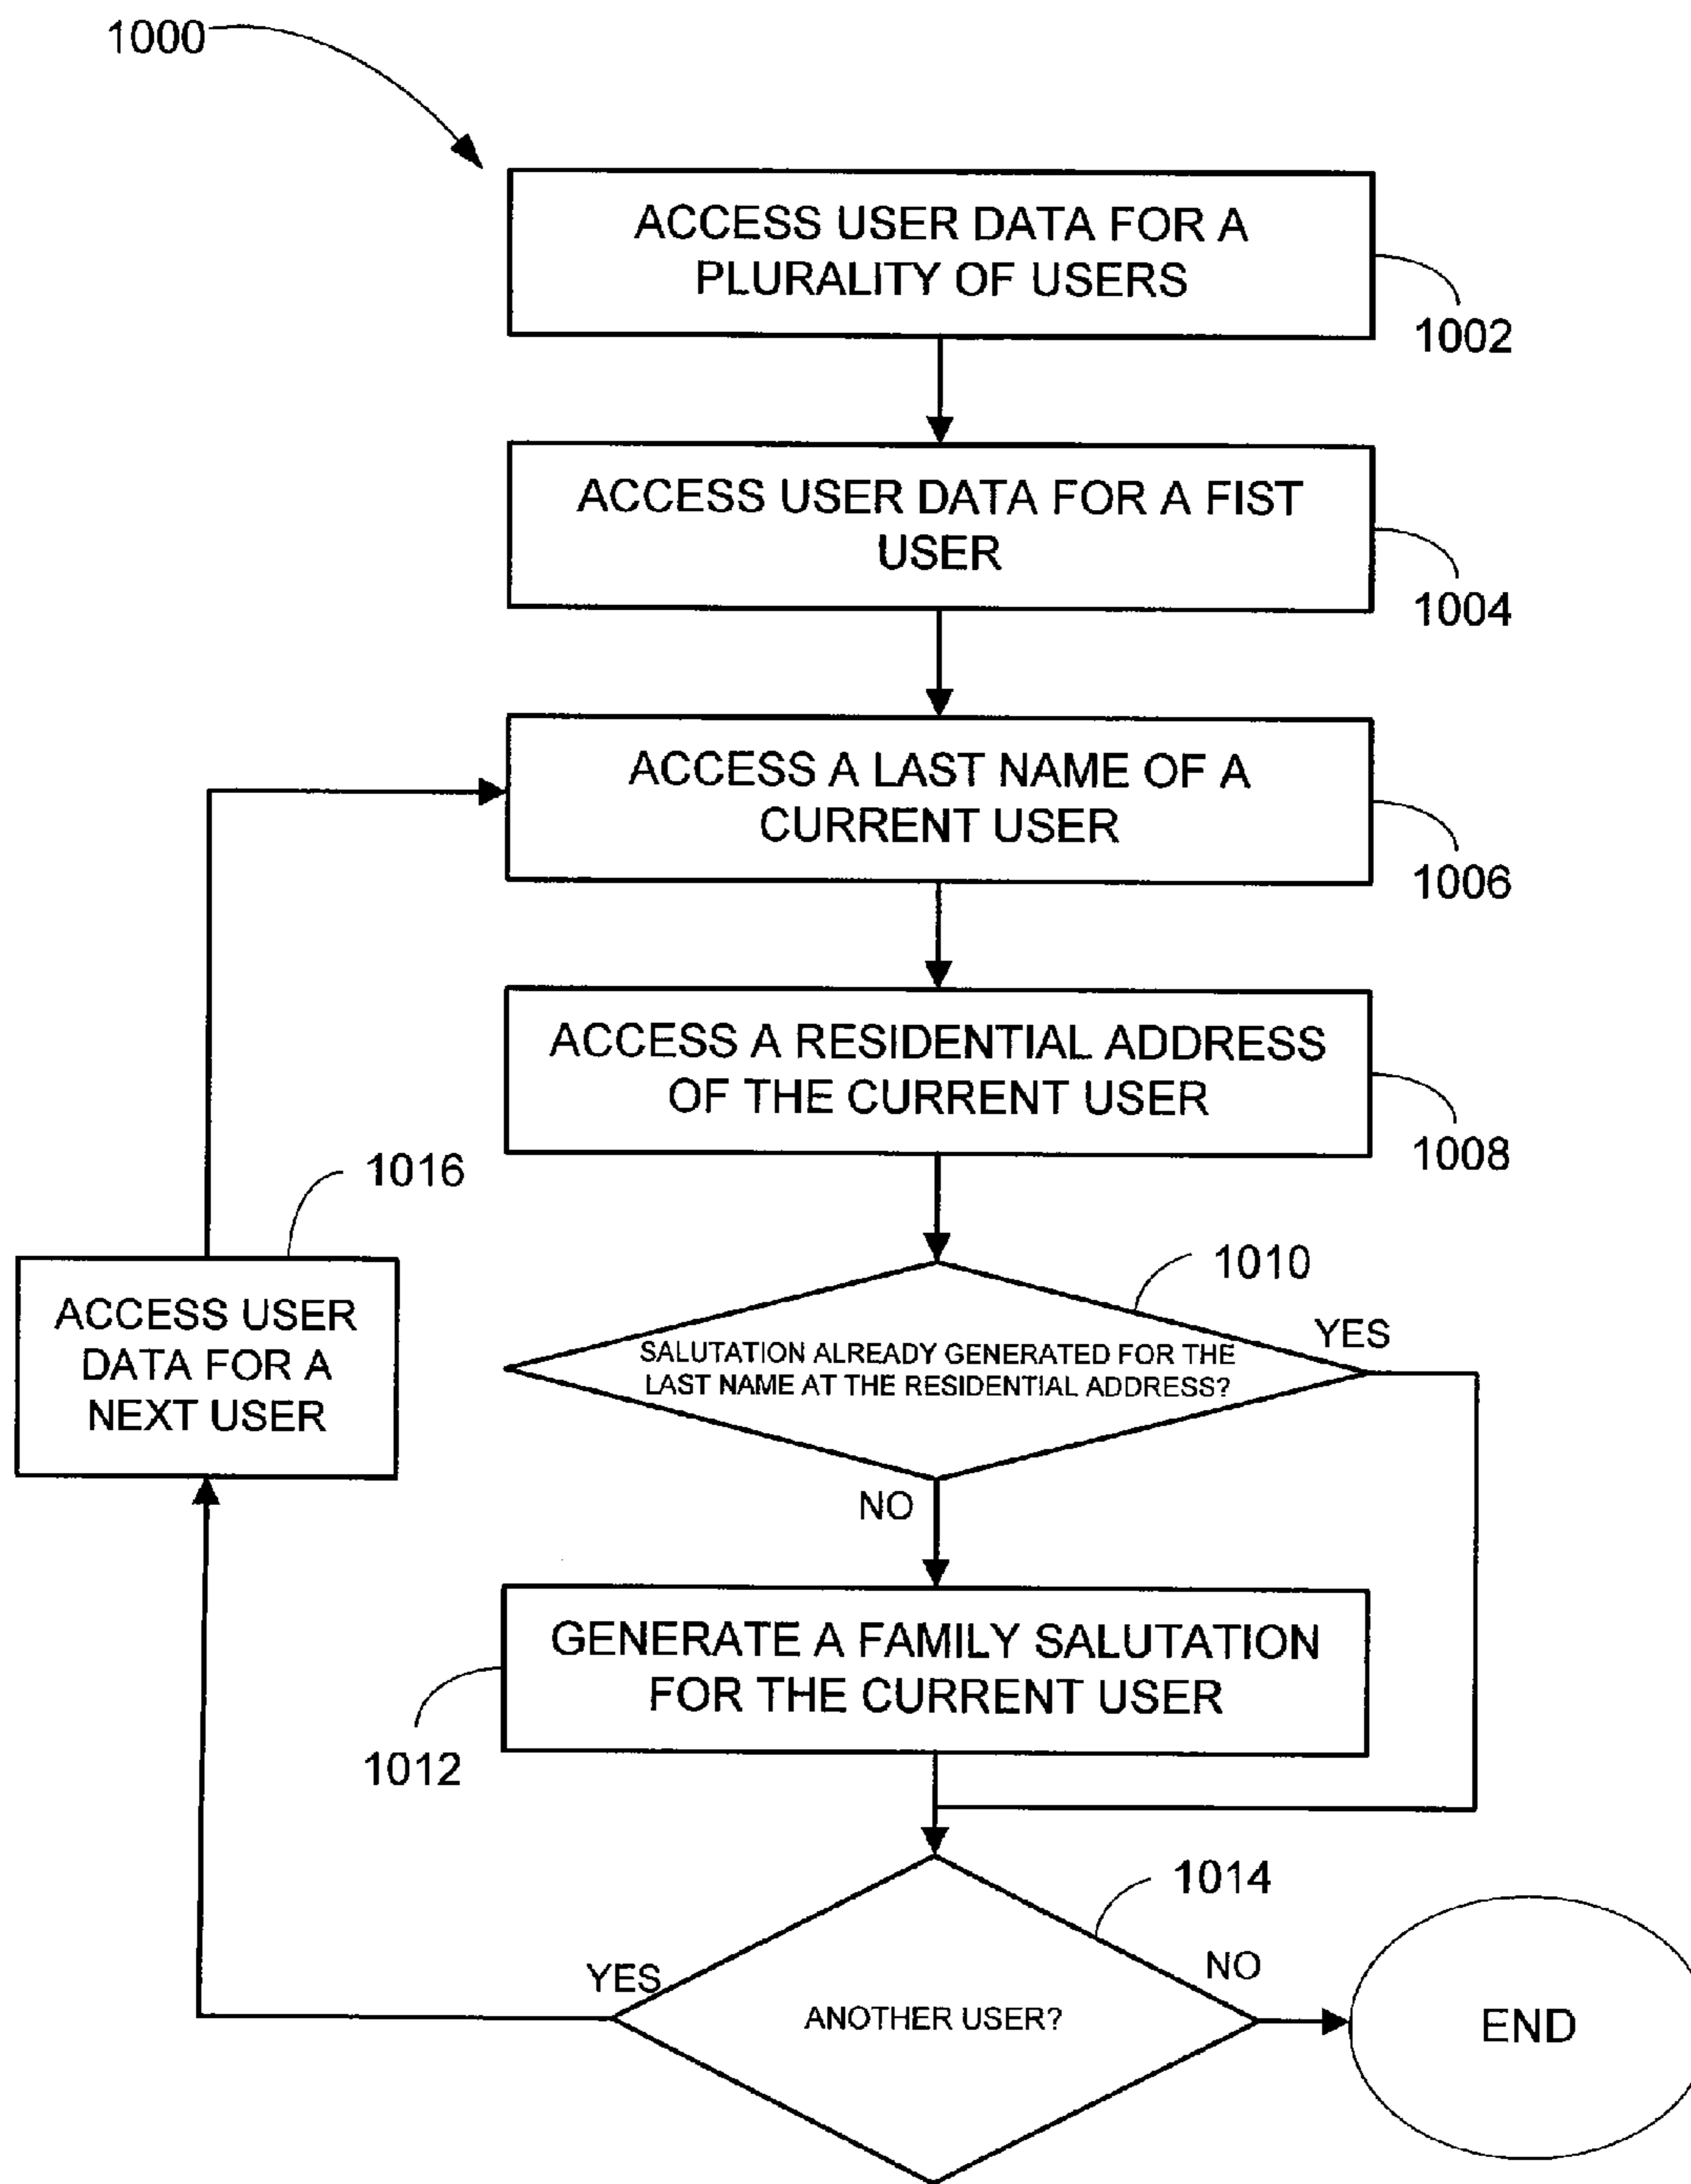 1000
ACCESS USER DATA FOR A
PLURALITY OF USERS
1002
ACCESS USER DATA FOR A FIST
USER
1004
ACCESS A LAST NAME OF A
CURRENT USER
1006
ACCESS A RESIDENTIAL ADDRESS
OF THE CURRENT USER
1008
1016
ACCESS USER
DATA FOR A
NEXT USER
1010
SALUTATION ALREADY GENERATED FOR THE
LAST NAME AT THE RESIDENTIAL ADDRESS?
YES
NO
GENERATE A FAMILY SALUTATION
FOR THE CURRENT USER
1012
1014
YES
NO
ANOTHER USER?
END